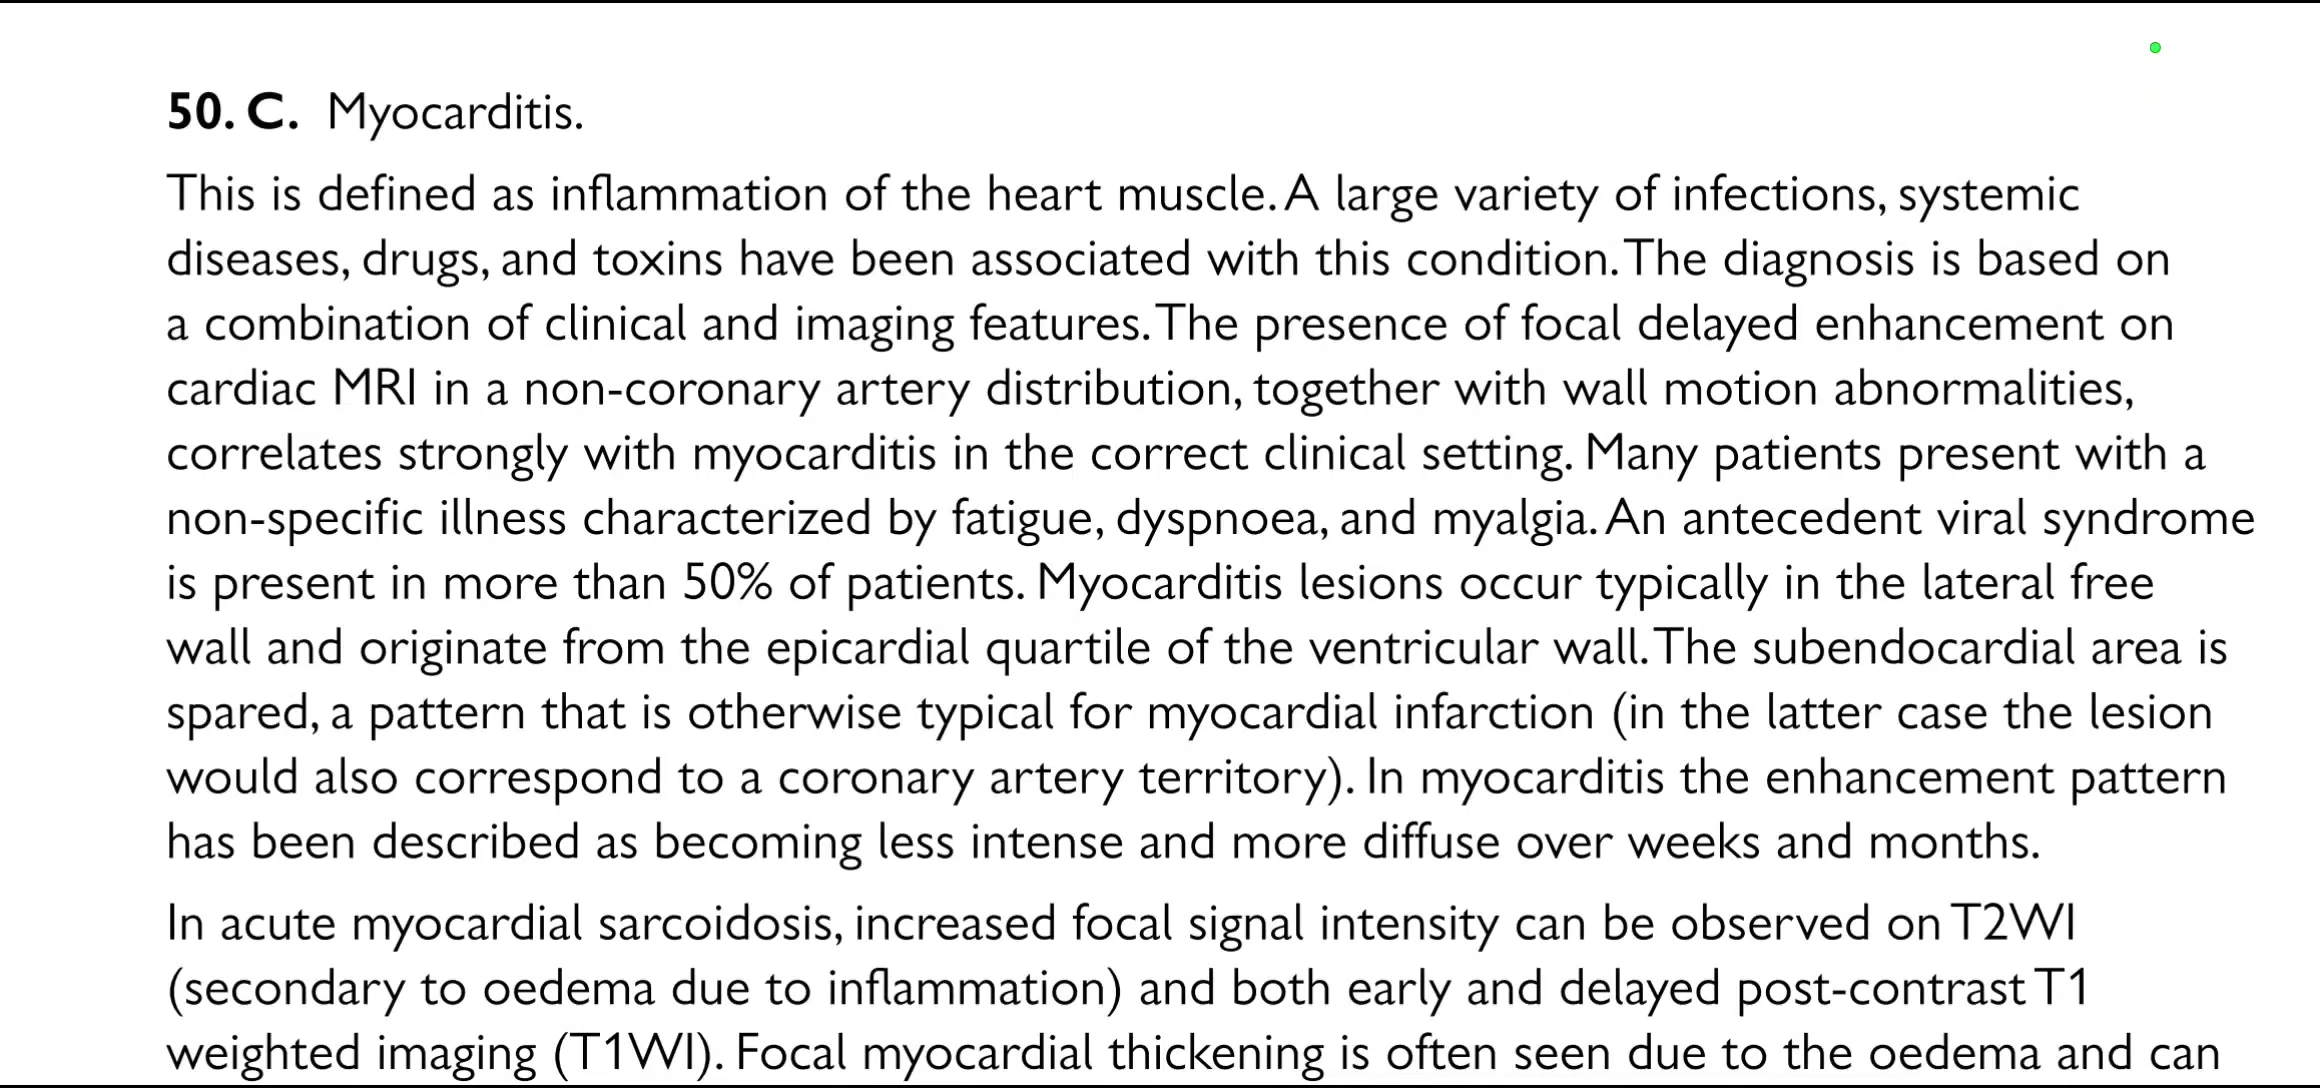 50. C. Myocarditis.
This is defined as inflammation of the heart muscle. A large variety of infections, systemic
diseases, drugs, and toxins have been associated with this condition. The diagnosis is based on
a combination of clinical and imaging features. The presence of focal delayed enhancement on
cardiac MRI in a non-coronary artery distribution, together with wall motion abnormalities,
correlates strongly with myocarditis in the correct clinical setting. Many patients present with a
non-specific illness characterized by fatigue, dyspnoea, and myalgia. An antecedent viral syndrome
is present in more than 50% of patients. Myocarditis lesions occur typically in the lateral free
wall and originate from the epicardial quartile of the ventricular wall. The subendocardial area is
spared, a pattern that is otherwise typical for myocardial infarction (in the latter case the lesion
would also correspond to a coronary artery territory). In myocarditis the enhancement pattern
has been described as becoming less intense and more diffuse over weeks and months.
In acute myocardial sarcoidosis, increased focal signal intensity can be observed on T2WI
(secondary to oedema due to inflammation) and both early and delayed post-contrast T1
weighted imaging (T1WI). Focal myocardial thickening is often seen due to the oedema and can